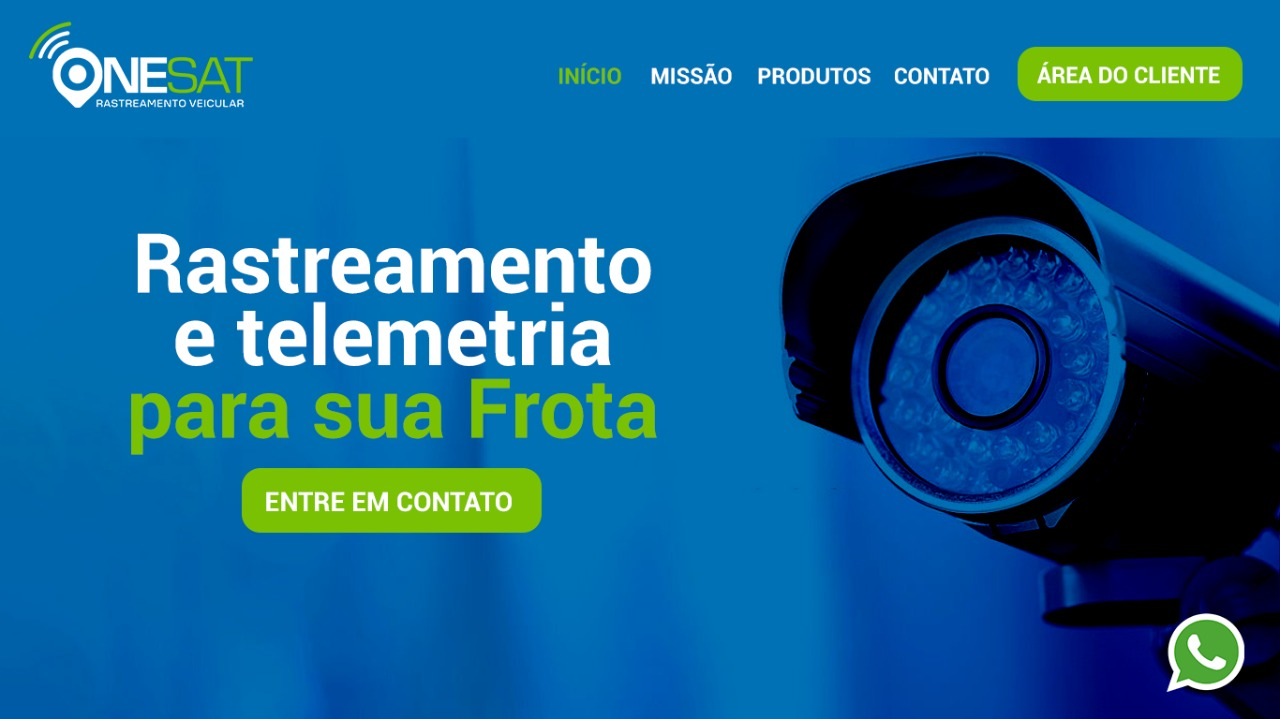 ONESAT
RASTREAMENTO VEICULAR
INÍCIO MISSÃO PRODUTOS CONTATO ÁREA DO CLIENTE
Rastreamento
e telemetria
para sua Frota
ENTRE EM CONTATO